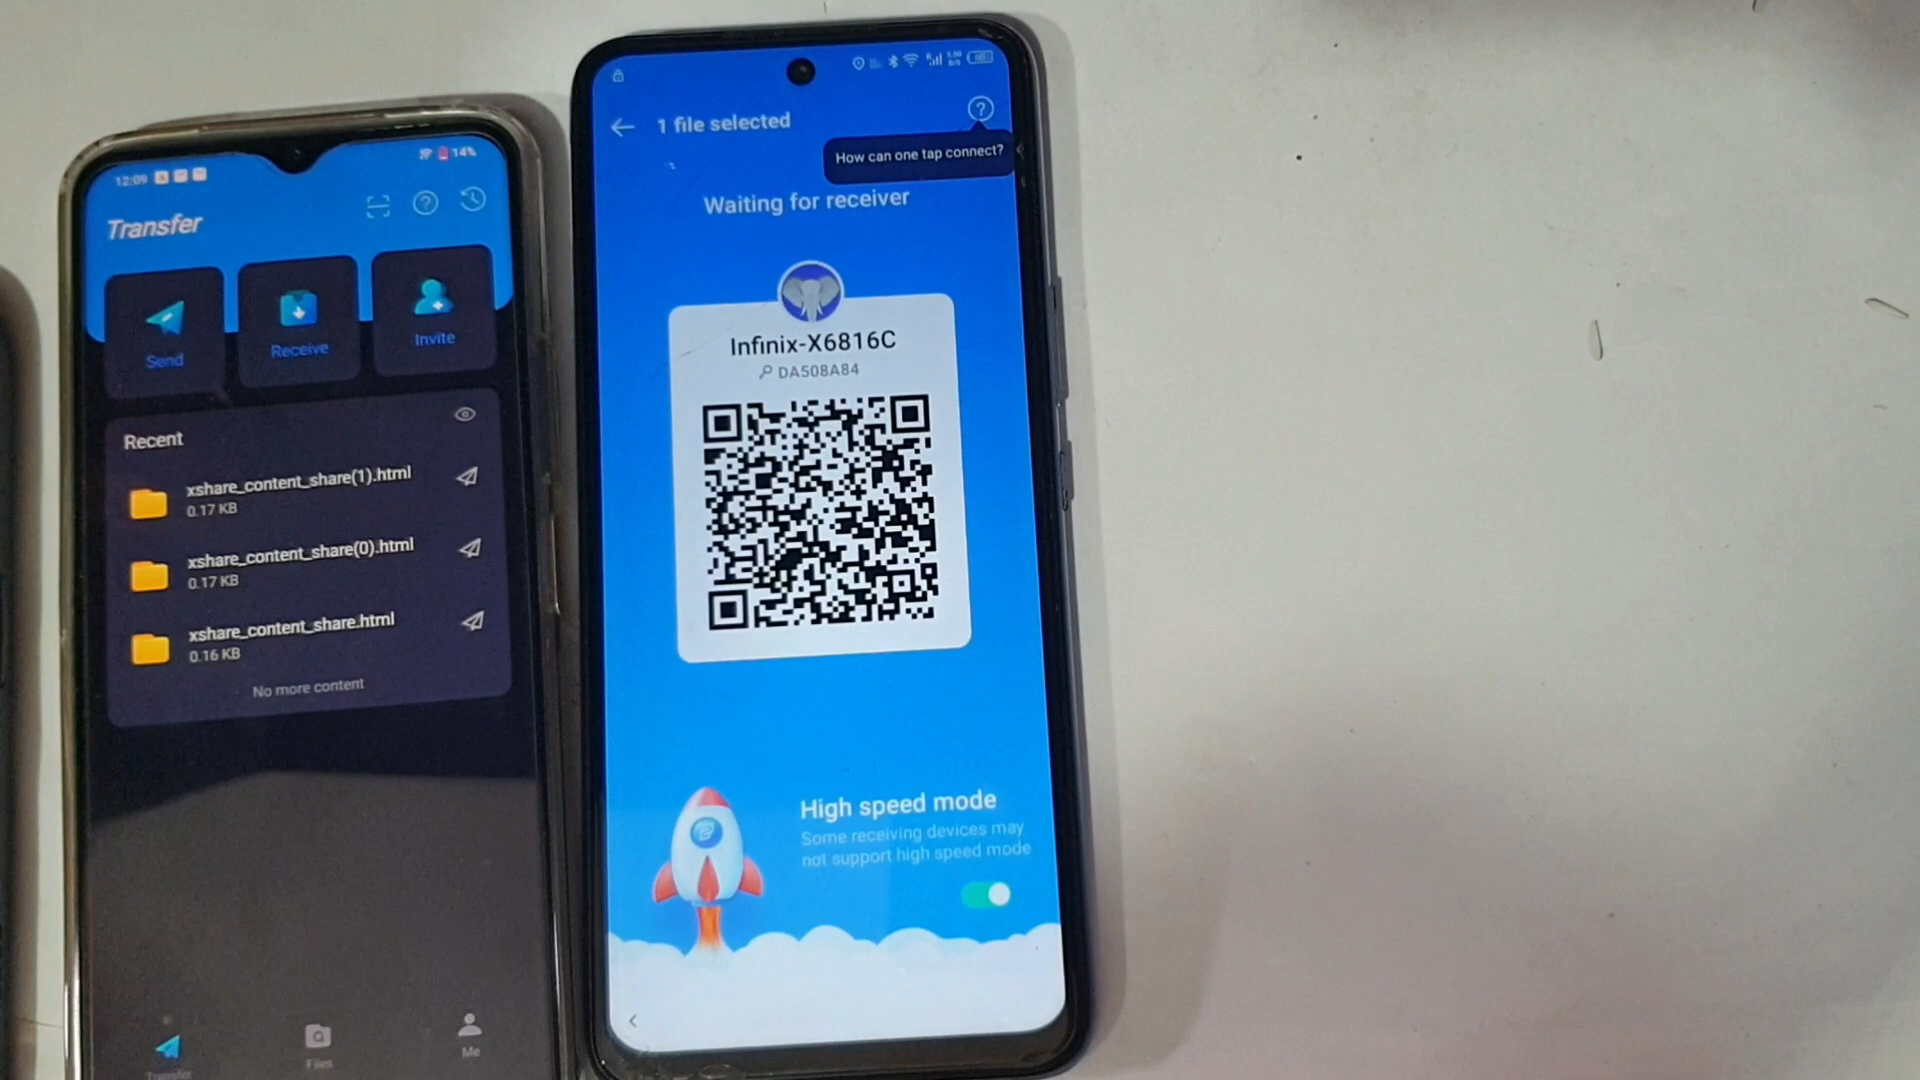 12:09
14%
Transfer
Send
Receive
Invite
Recent
xshare_content_share(1).html
0.17 KB
xshare_content_share(0).html
0.17 KB
xshare_content_share.html
0.16 KB
No more content
Transfer
Files
Me
1 file selected
How can one tap connect?
Waiting for receiver
Infinix-X6816C
DA508A84
High speed mode
Some receiving devices may
not support high speed mode